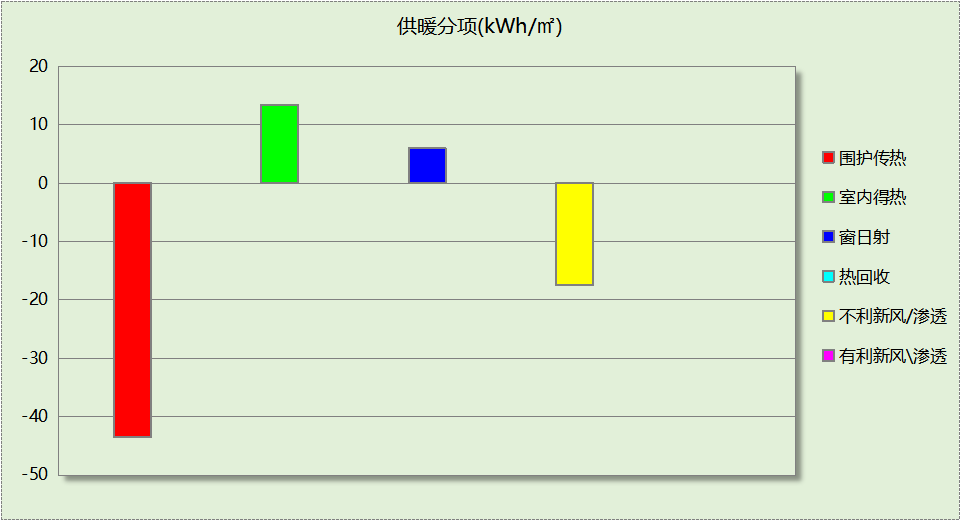 供暖分项(kWh/㎡)
20
10
0
-10
-20
-30
-40
-50
围护传热
室内得热
窗日射
热回收
不利新风/渗透
有利新风\渗透